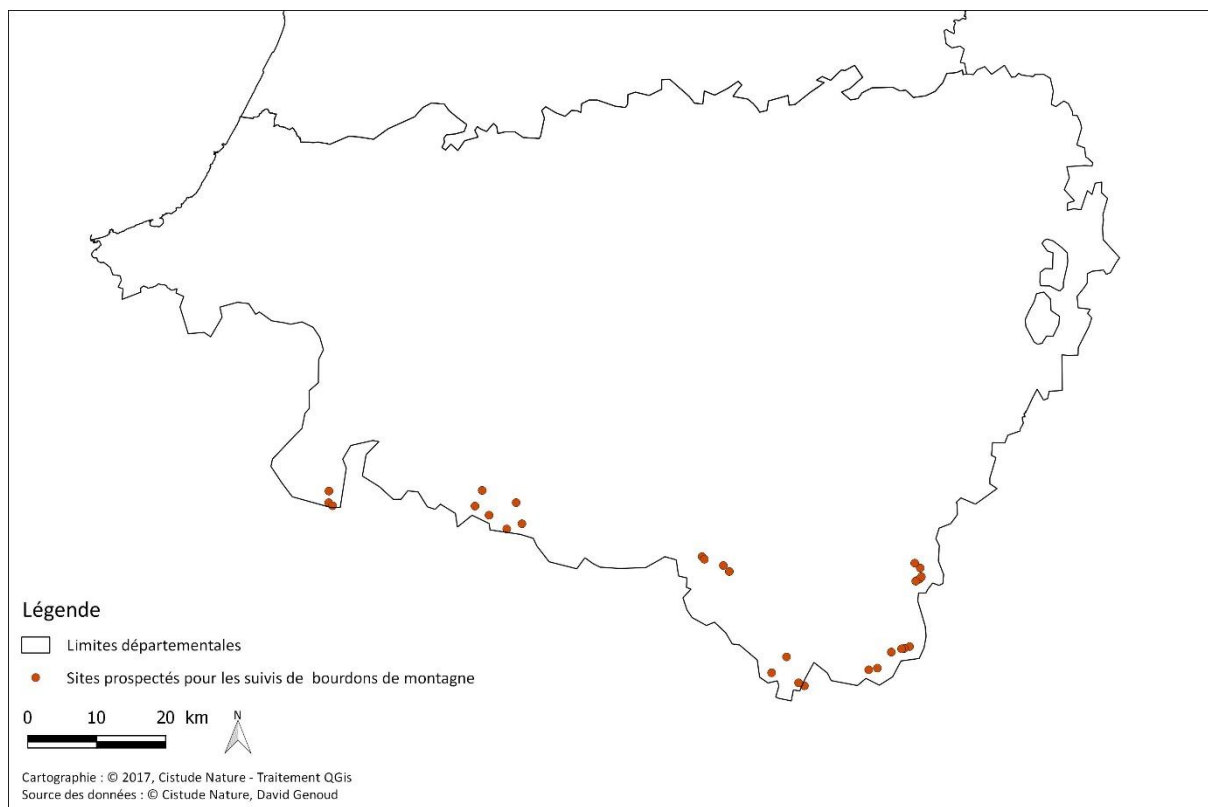 Légende
Limites départementales
Sites prospectés pour les suivis de bourdons de montagne
0 10 20 km
N
Cartographie : © 2017, Cistude Nature - Traitement QGis
Source des données : © Cistude Nature, David Genoud